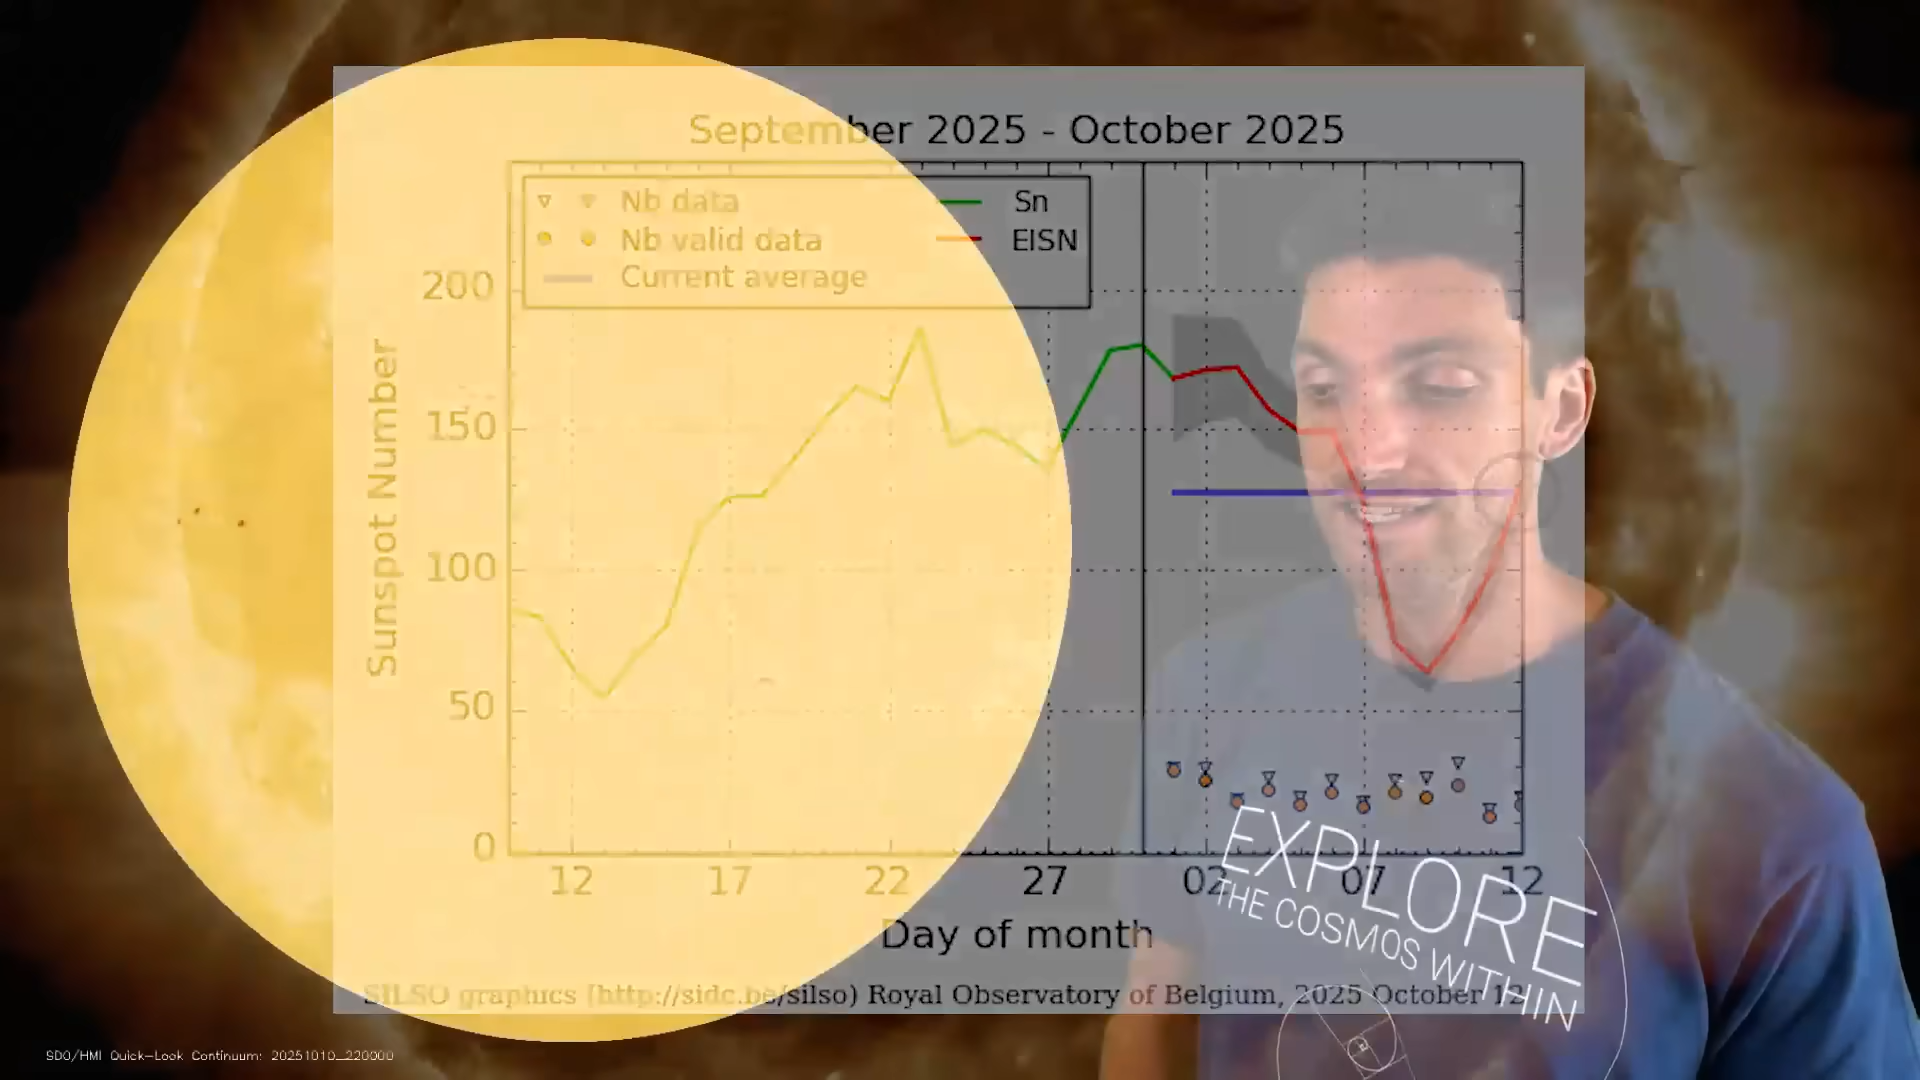 September 2025 - October 2025
Nb data
Nb valid data
Current average
Sn
EISN
Sunspot Number
200
150
100
50
0
12 17 22 27 02 07 12
Day of month
SILSO graphics (http://sidc.be/silso) Royal Observatory of Belgium, 2025 October 12
EXPLORE
THE COSMOS WITHIN
SDO/HMI Quick-Look Continuum: 20251010_220000